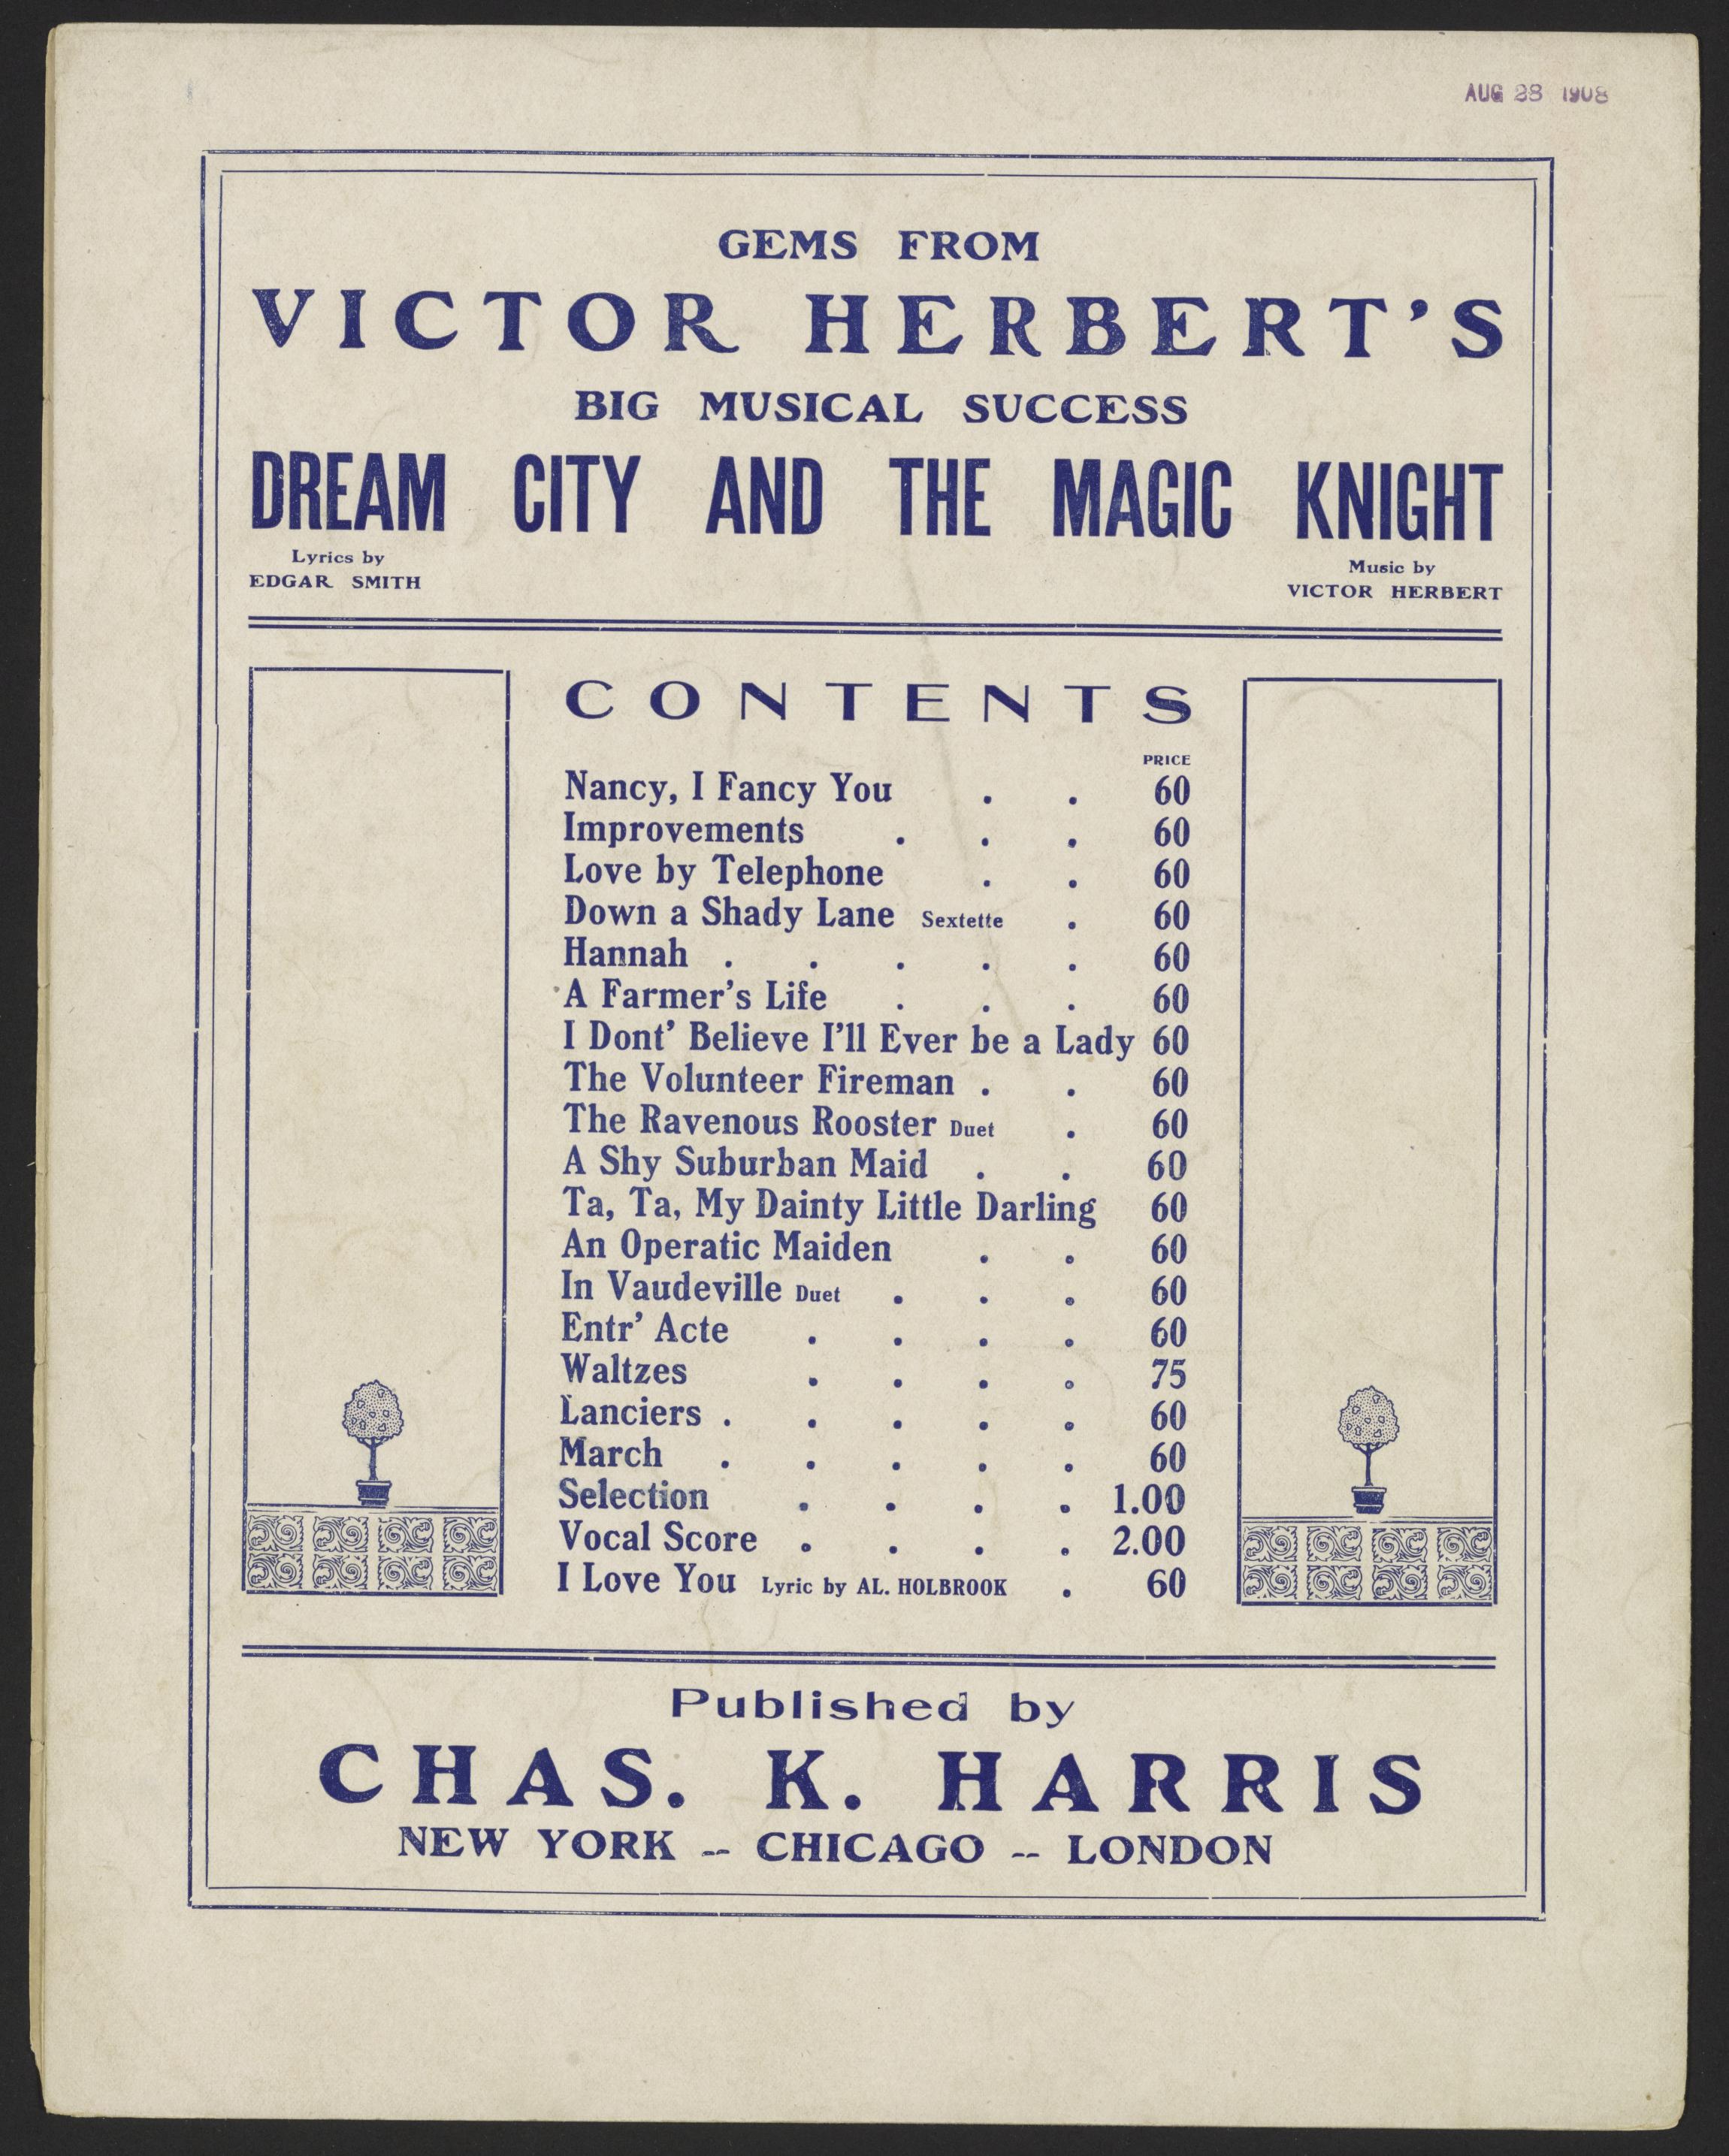 AUG 28 1908
GEMS FROM
VICTOR HERBERT'S
BIG MUSICAL SUCCESS
DREAM CITY AND THE MAGIC KNIGHT
Lyrics by
EDGAR SMITH
Music by
VICTOR HERBERT
CONTENTS
PRICE
Nancy, I Fancy You . . 60
Improvements . . . 60
Love by Telephone . . 60
Down a Shady Lane Sextette . 60
Hannah . . . . . 60
A Farmer's Life . . . 60
I Dont' Believe I'll Ever be a Lady 60
The Volunteer Fireman . . 60
The Ravenous Rooster Duet . 60
A Shy Suburban Maid . . 60
Ta, Ta, My Dainty Little Darling 60
An Operatic Maiden . . 60
In Vaudeville Duet . . . 60
Entr' Acte . . . . 60
Waltzes . . . . 75
Lanciers . . . . . 60
March . . . . . 60
Selection . . . . 1.00
Vocal Score . . . . 2.00
I Love You Lyric by AL. HOLBROOK . 60
Published by
CHAS. K. HARRIS
NEW YORK -- CHICAGO -- LONDON